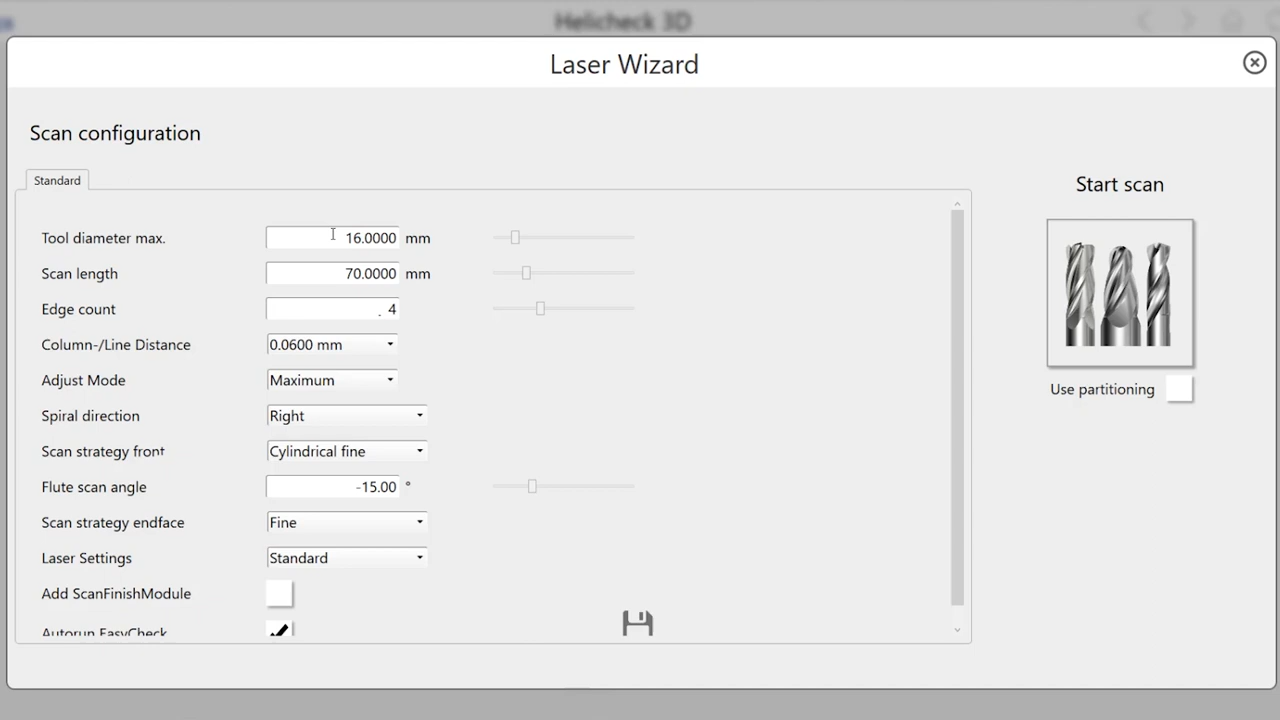 Helicheck 3D
Laser Wizard
Scan configuration
Standard
Tool diameter max. 16.0000 mm
Scan length 70.0000 mm
Edge count 4
Column-/Line Distance 0.0600 mm
Adjust Mode Maximum
Spiral direction Right
Scan strategy front Cylindrical fine
Flute scan angle -15.00 °
Scan strategy endface Fine
Laser Settings Standard
Add ScanFinishModule
Autorun EasyCheck
Start scan
Use partitioning